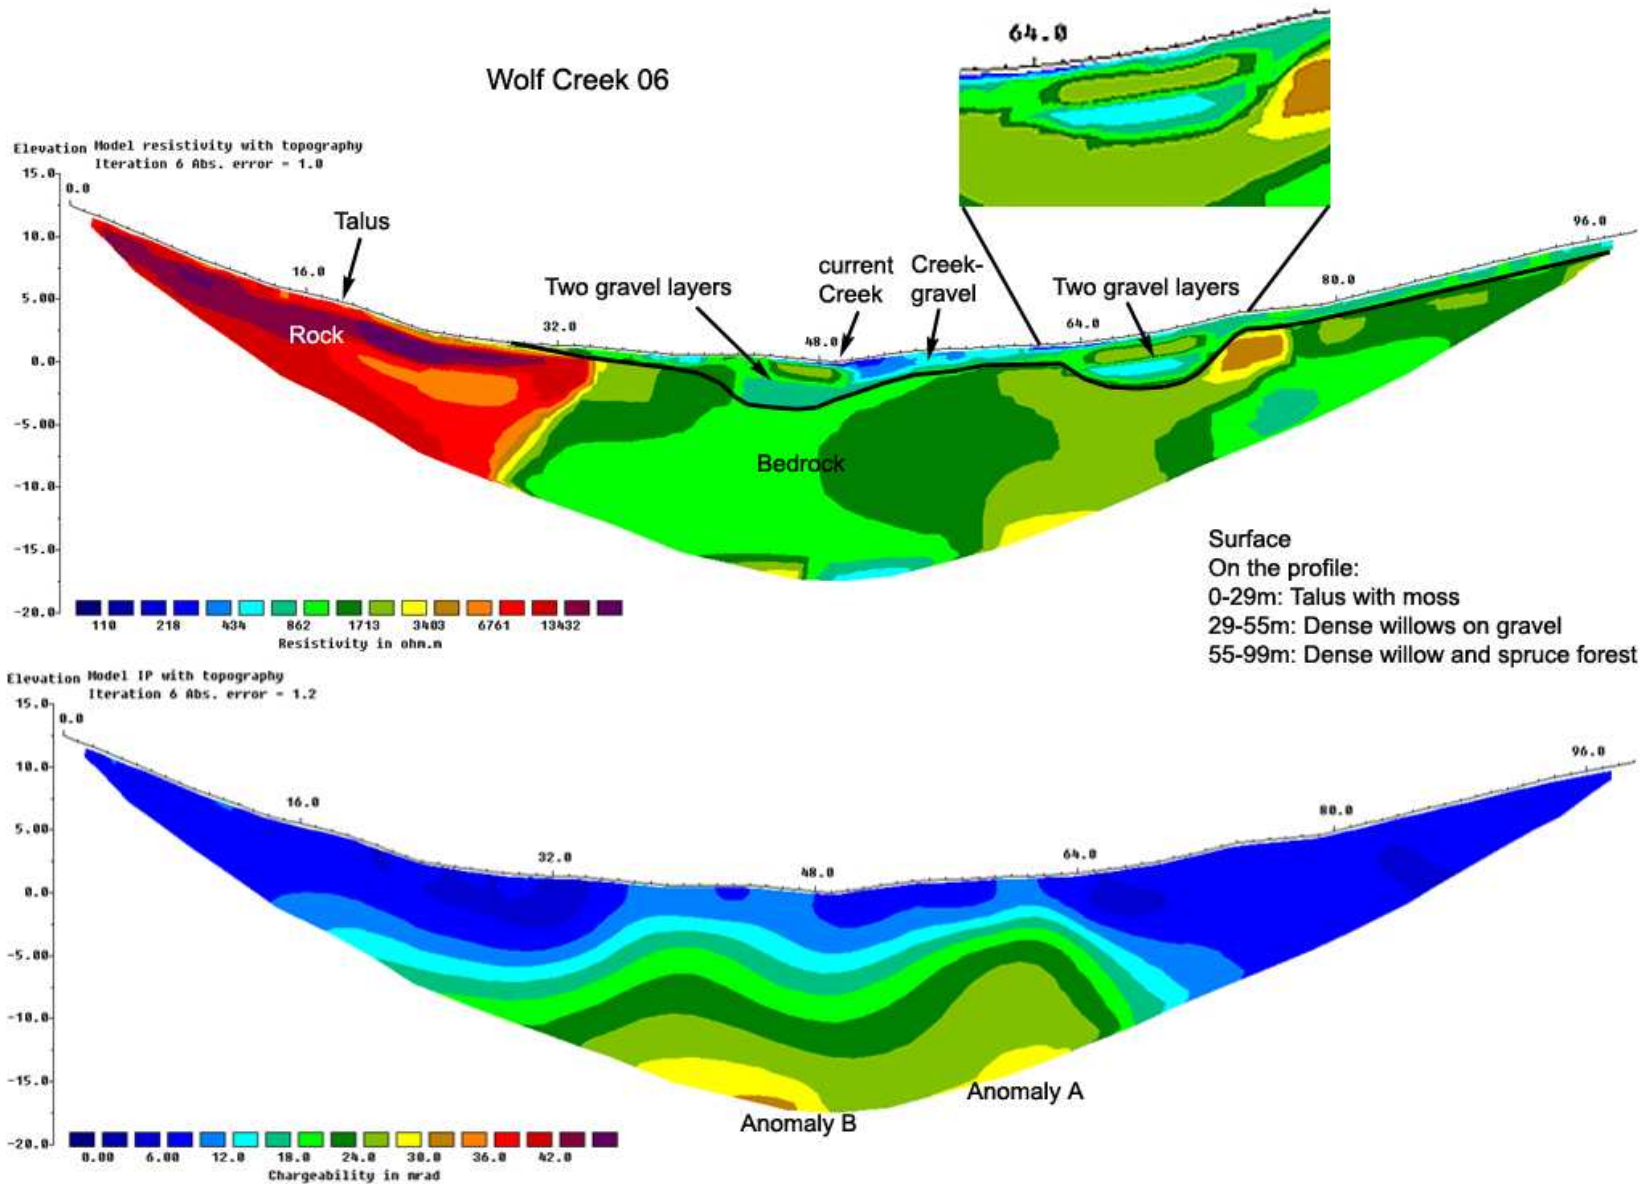 64.0
Wolf Creek 06
Elevation Model resistivity with topography
Iteration 6 Abs. error = 1.0
15.0
10.0
5.00
0.0
-5.00
-10.0
-15.0
-20.0
0.0
16.0
32.0
48.0
64.0
80.0
96.0
Talus
Rock
Two gravel layers
current
Creek
Creek-
gravel
Two gravel layers
Bedrock
110 218 434 862 1713 3403 6761 13432
Resistivity in ohm.m
Surface
On the profile:
0-29m: Talus with moss
29-55m: Dense willows on gravel
55-99m: Dense willow and spruce forest
Elevation Model IP with topography
Iteration 6 Abs. error = 1.2
15.0
10.0
5.00
0.0
-5.00
-10.0
-15.0
-20.0
0.0
16.0
32.0
48.0
64.0
80.0
96.0
Anomaly A
Anomaly B
0.00 6.00 12.0 18.0 24.0 30.0 36.0 42.0
Chargeability in mrad